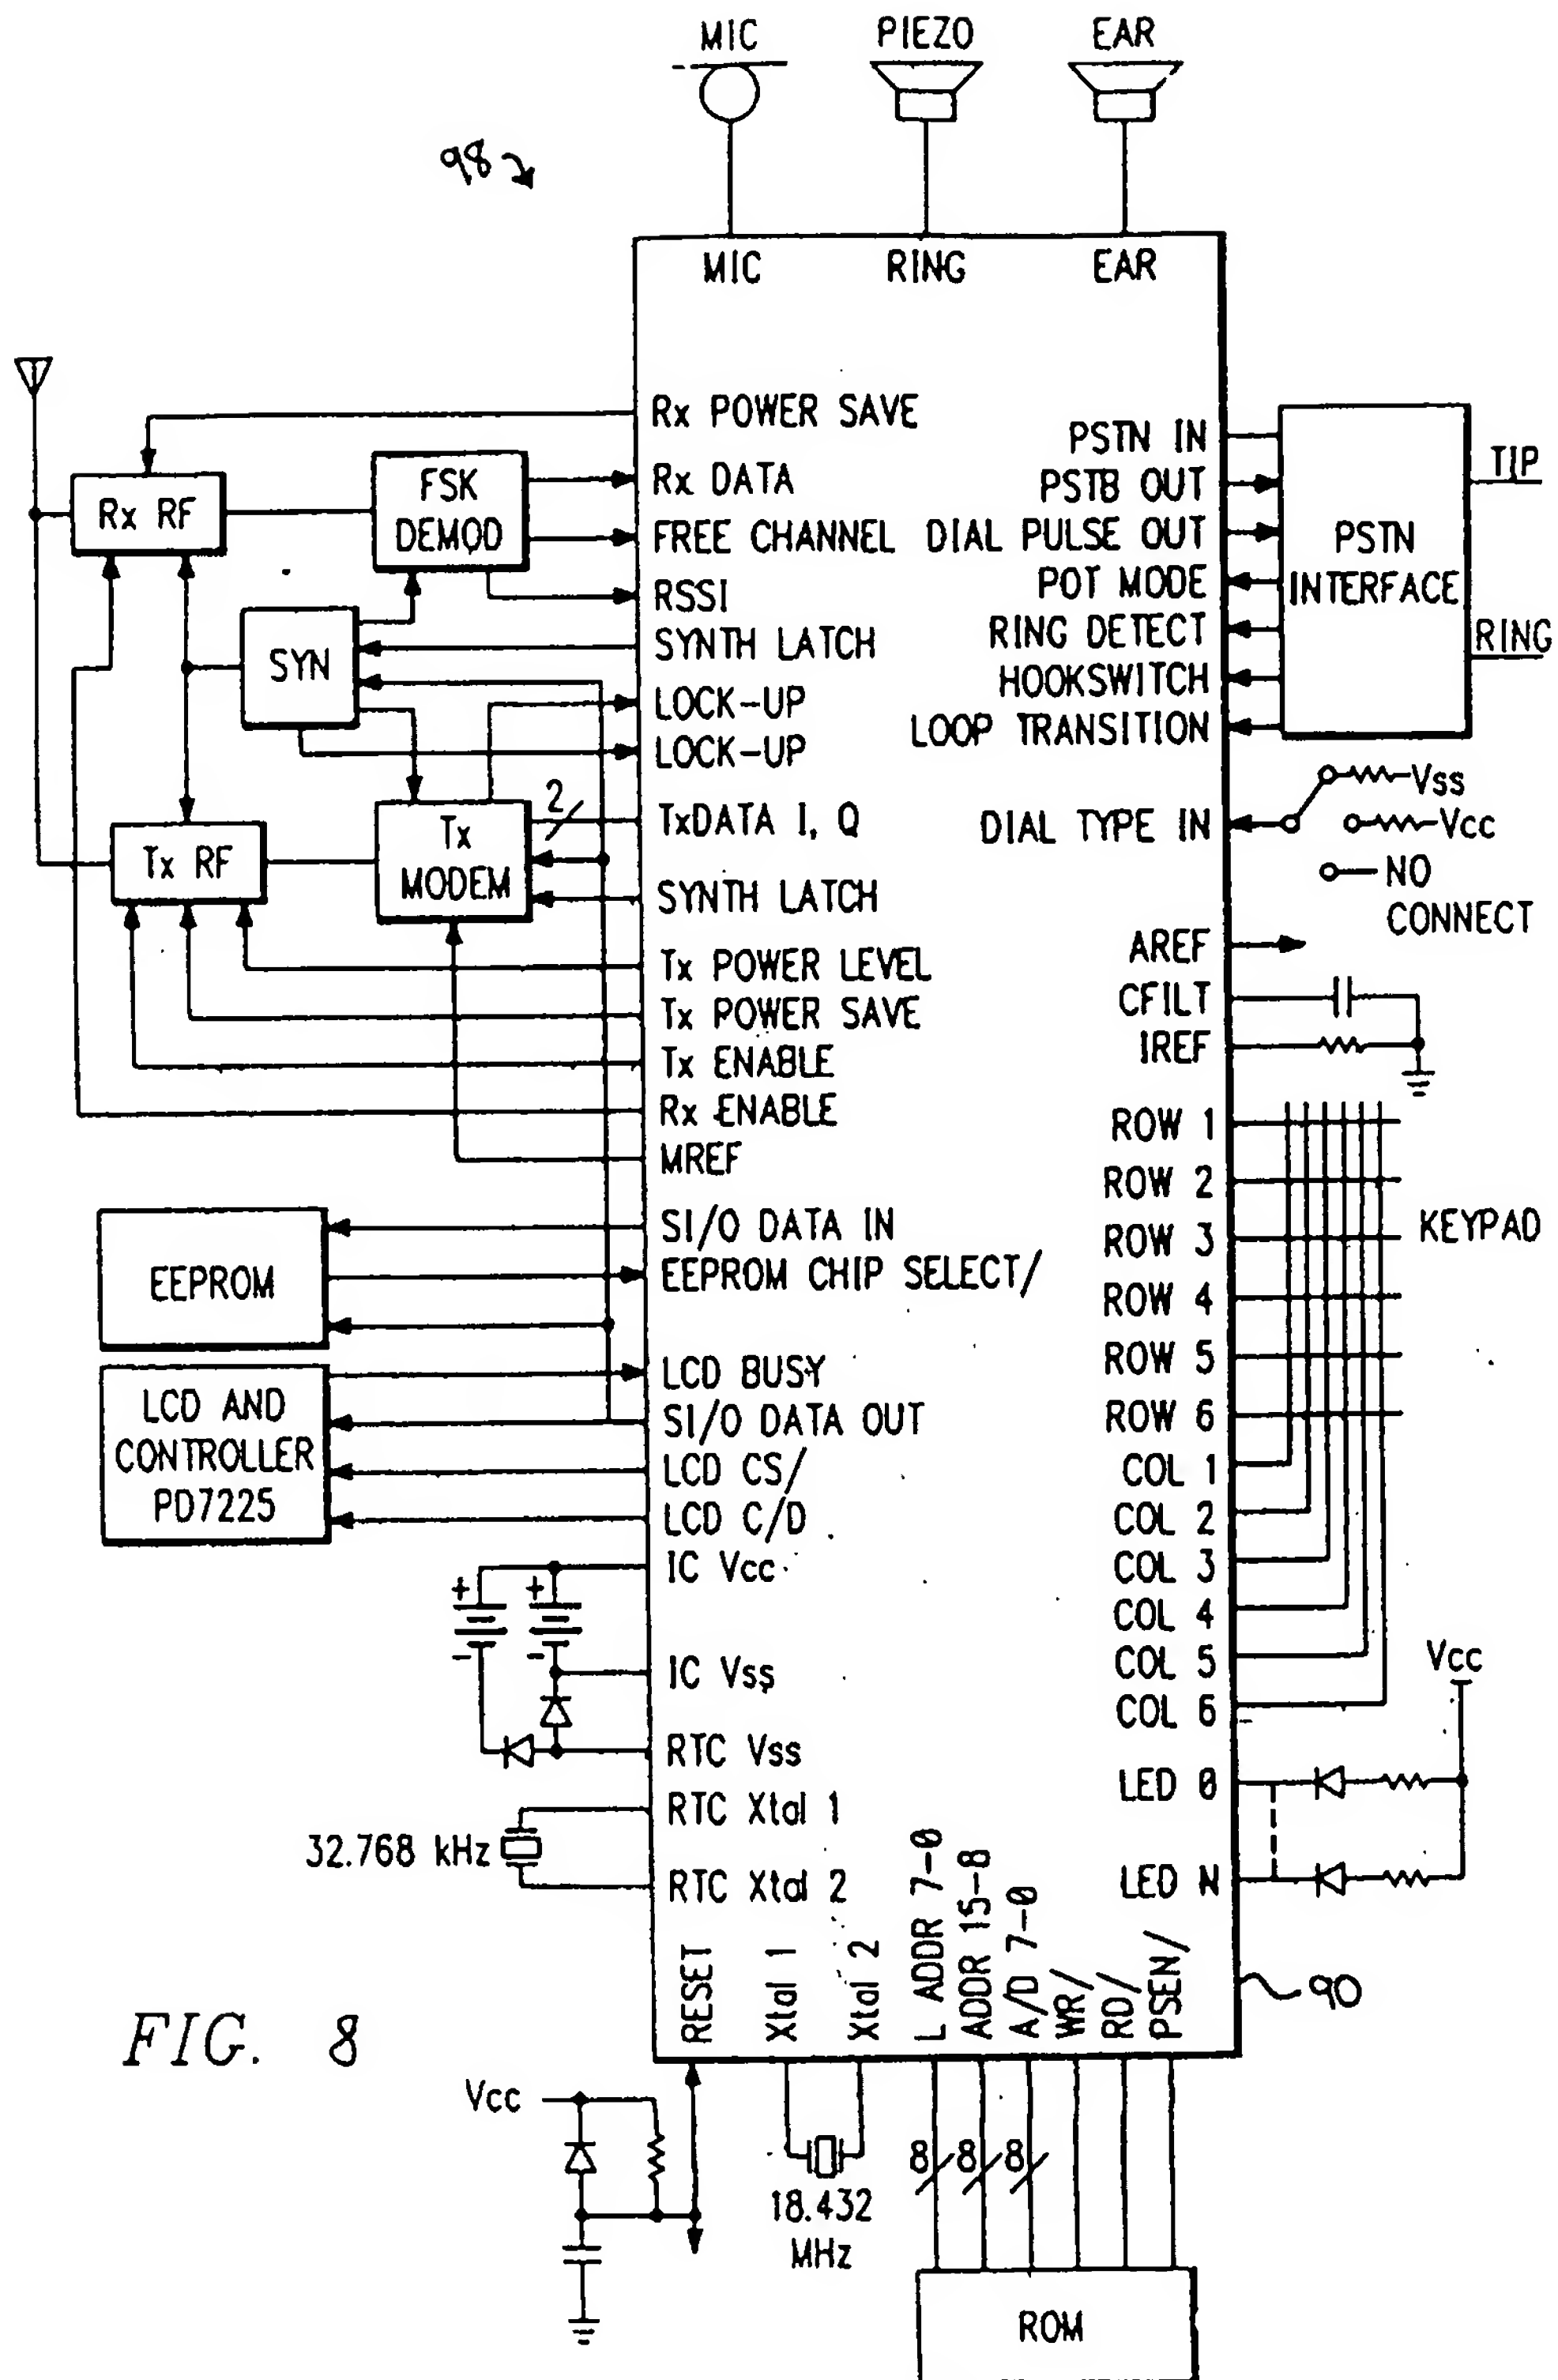 MIC PIEZO EAR
98
MIC RING EAR
Rx POWER SAVE
Rx RF
FSK
DEMOD
Rx DATA
FREE CHANNEL
RSSI
SYN
SYNTH LATCH
LOCK-UP
LOCK-UP
2
TxDATA I, Q
Tx RF
Tx
MODEM
SYNTH LATCH
Tx POWER LEVEL
Tx POWER SAVE
Tx ENABLE
Rx ENABLE
MREF
EEPROM
SI/O DATA IN
EEPROM CHIP SELECT/
LCD AND
CONTROLLER
PD7225
LCD BUSY
SI/O DATA OUT
LCD CS/
LCD C/D
IC Vcc
+ +
- -
IC Vss
RTC Vss
RTC Xtal 1
32.768 kHz
RTC Xtal 2
PSTN IN
PSTB OUT
DIAL PULSE OUT
POT MODE
RING DETECT
HOOKSWITCH
LOOP TRANSITION
PSTN
INTERFACE
TIP
RING
DIAL TYPE IN
Vss
Vcc
NO
CONNECT
AREF
CFILT
IREF
ROW 1
ROW 2
ROW 3
ROW 4
ROW 5
ROW 6
KEYPAD
COL 1
COL 2
COL 3
COL 4
COL 5
COL 6
Vcc
LED 0
LED N
90
RESET
Xtal 1
Xtal 2
L ADDR 7-0
ADDR 15-8
A/D 7-0
WR/
RD/
PSEN/
FIG. 8
Vcc
18.432
MHz
8 8 8
ROM